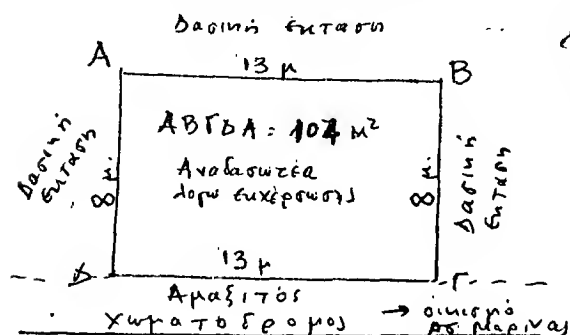 Δασική έκταση
A 13 μ B
ΑΒΓΔΑ = 104 μ²
Αναδασωτέα
λόγω εκχέρσωσης
Δασική έκταση
8 μ.
8 μ.
Δασική έκταση
13 μ
Δ Γ
Αμαξιτός
χωματόδρομος → οικισμό
Αγ Μαρίνας